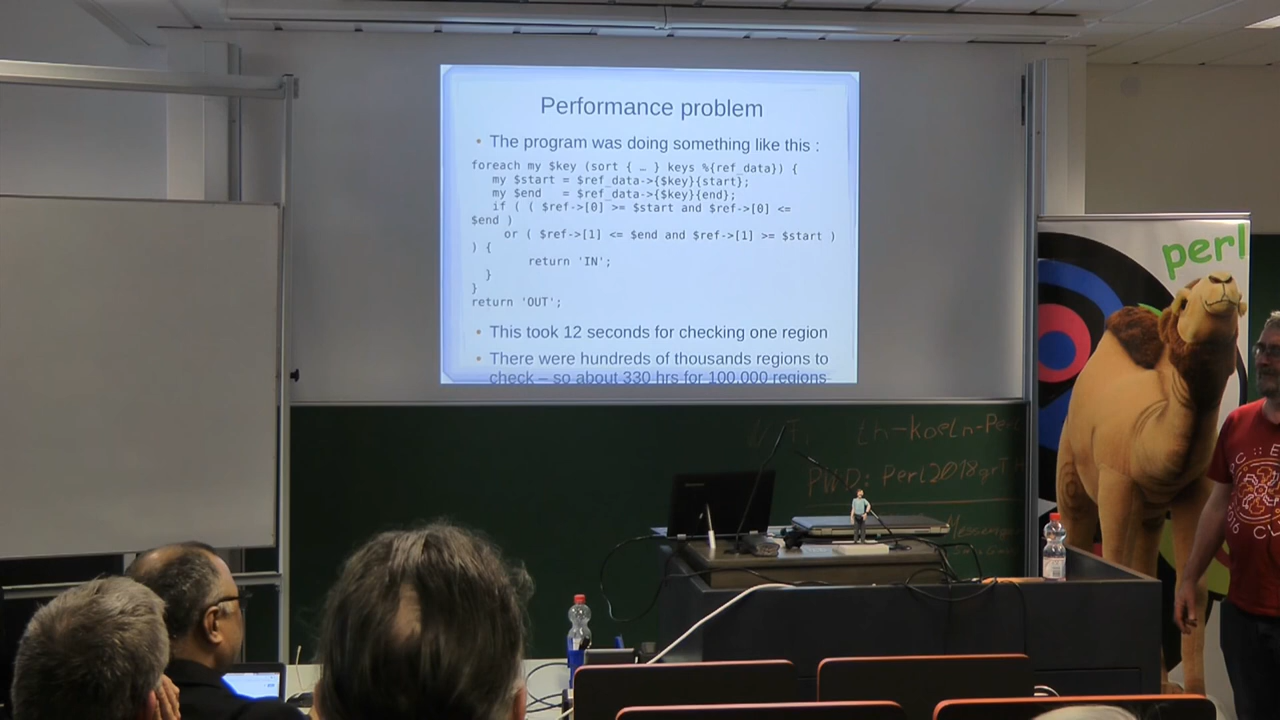 Performance problem
• The program was doing something like this :
foreach my $key (sort { … } keys %{ref_data}) {
my $start = $ref_data->{$key}{start};
my $end = $ref_data->{$key}{end};
if ( ( $ref->[0] >= $start and $ref->[0] <=
$end )
or ( $ref->[1] <= $end and $ref->[1] >= $start )
) {
return 'IN';
}
}
return 'OUT';
• This took 12 seconds for checking one region
• There were hundreds of thousands regions to
check – so about 330 hrs for 100,000 regions
perl
th-koeln-Perl
PWD: Perl2018grT
Messenger